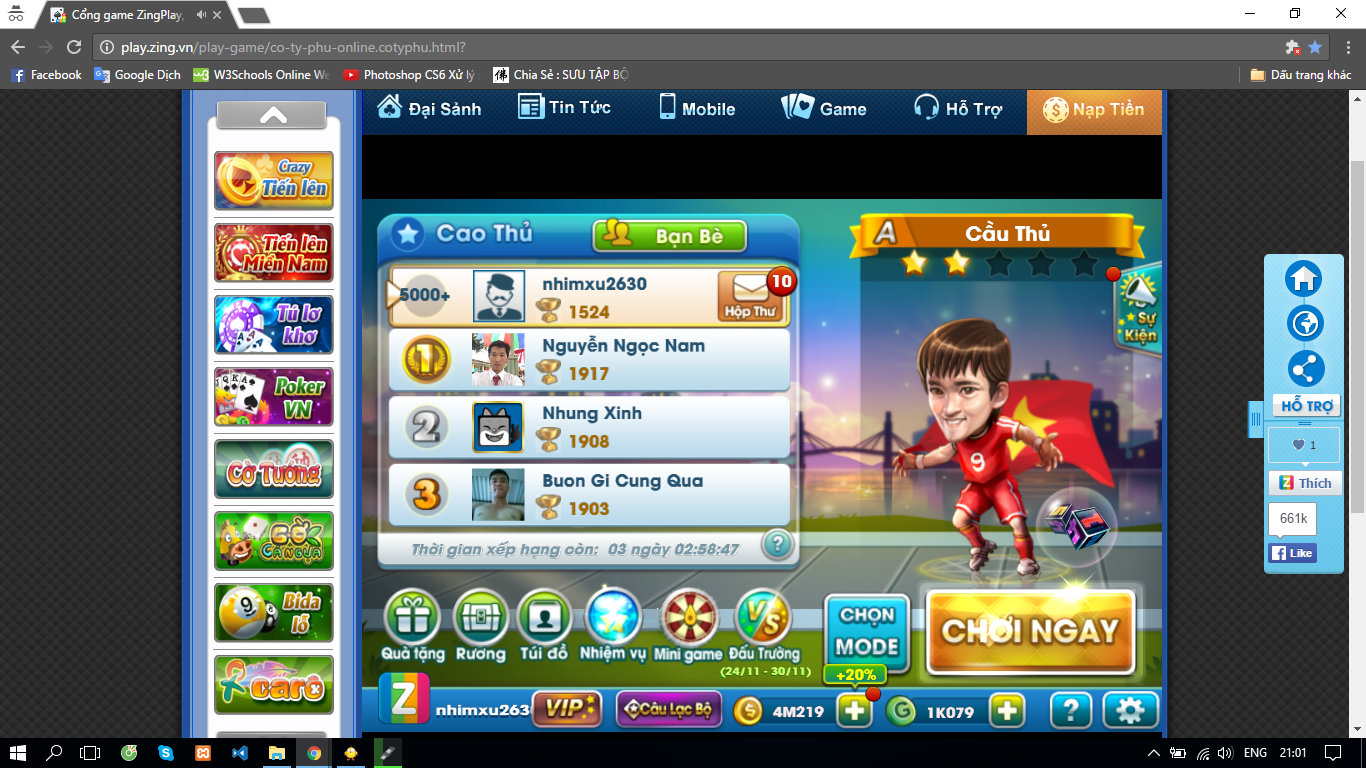 Cổng game ZingPlay,
play.zing.vn/play-game/co-ty-phu-online.cotyphu.html?
Facebook
Google Dịch
W3Schools Online We
Photoshop CS6 Xử lý
Chia Sẻ : SƯU TẬP BỘ
Dấu trang khác
Đại Sảnh
Tin Tức
Mobile
Game
Hỗ Trợ
Nạp Tiền
Crazy
Tiến lên
Tiến lên
Miền Nam
Tú lơ
khơ
Poker
VN
Cờ Tướng
CỜ
CÁ NGỰA
9
Bida
lỗ
Carô
Cao Thủ
Bạn Bè
5000+
nhimxu2630
1524
10
Hộp Thư
1
Nguyễn Ngọc Nam
1917
2
Nhung Xinh
1908
3
Buon Gi Cung Qua
1903
Thời gian xếp hạng còn: 03 ngày 02:58:47
?
A
Cầu Thủ
Sự
Kiện
9
Quà tặng
Rương
Túi đồ
Nhiệm vụ
Mini game
VS
Đấu Trường
(24/11 - 30/11)
CHỌN
MODE
+20%
CHƠI NGAY
Z
nhimxu263
VIP
Câu Lạc Bộ
4M219
G
1K079
?
HỖ TRỢ
1
Z Thích
661k
f Like
ENG
21:01